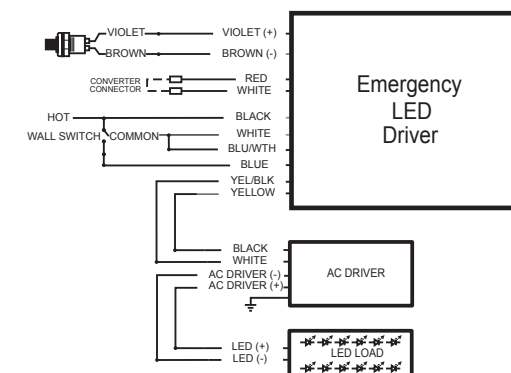 VIOLET VIOLET (+)
BROWN BROWN (-)
CONVERTER CONNECTOR
RED
WHITE
HOT BLACK
WALL SWITCH COMMON WHITE
BLU/WTH
BLUE
YEL/BLK
YELLOW
Emergency
LED
Driver
BLACK
WHITE
AC DRIVER (-)
AC DRIVER (+)
AC DRIVER
LED (+)
LED (-)
LED LOAD